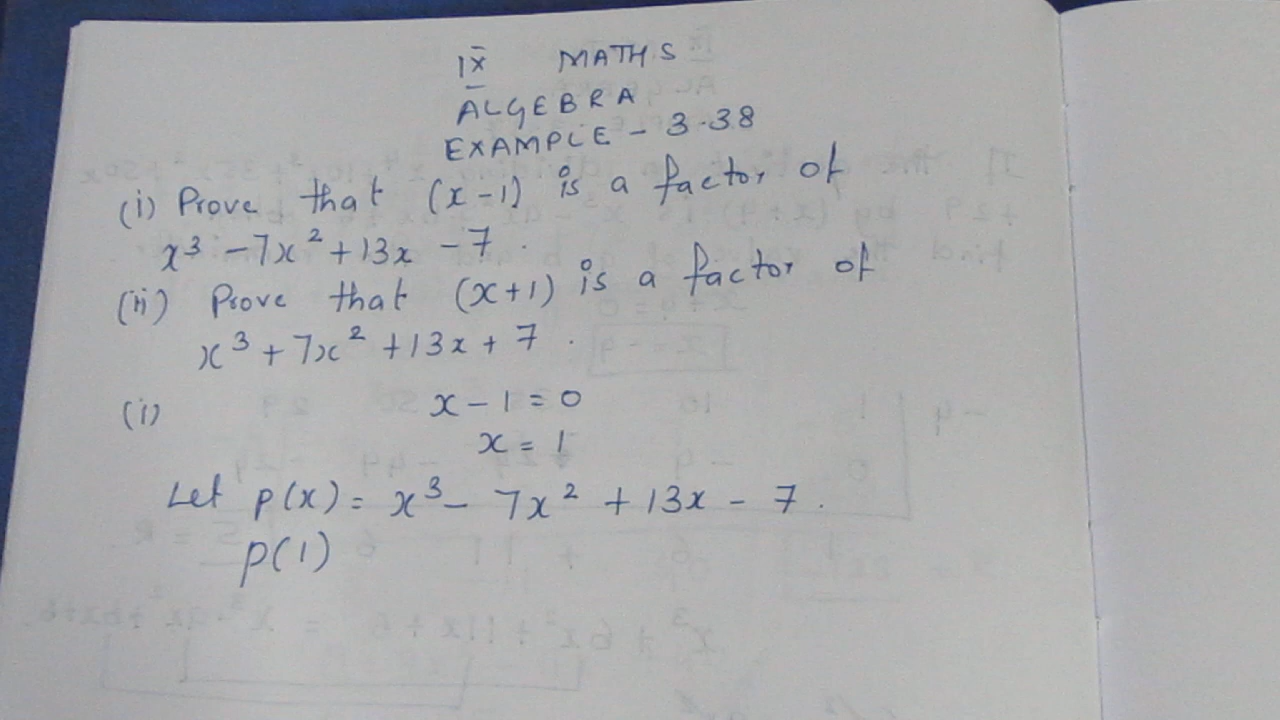 IX MATHS
ALGEBRA
EXAMPLE - 3.38
(i) Prove that (x-1) is a factor of
x³ - 7x² + 13x - 7.
(ii) Prove that (x+1) is a factor of
x³ + 7x² + 13x + 7.
(i) x - 1 = 0
x = 1
Let p(x) = x³ - 7x² + 13x - 7.
p(1)